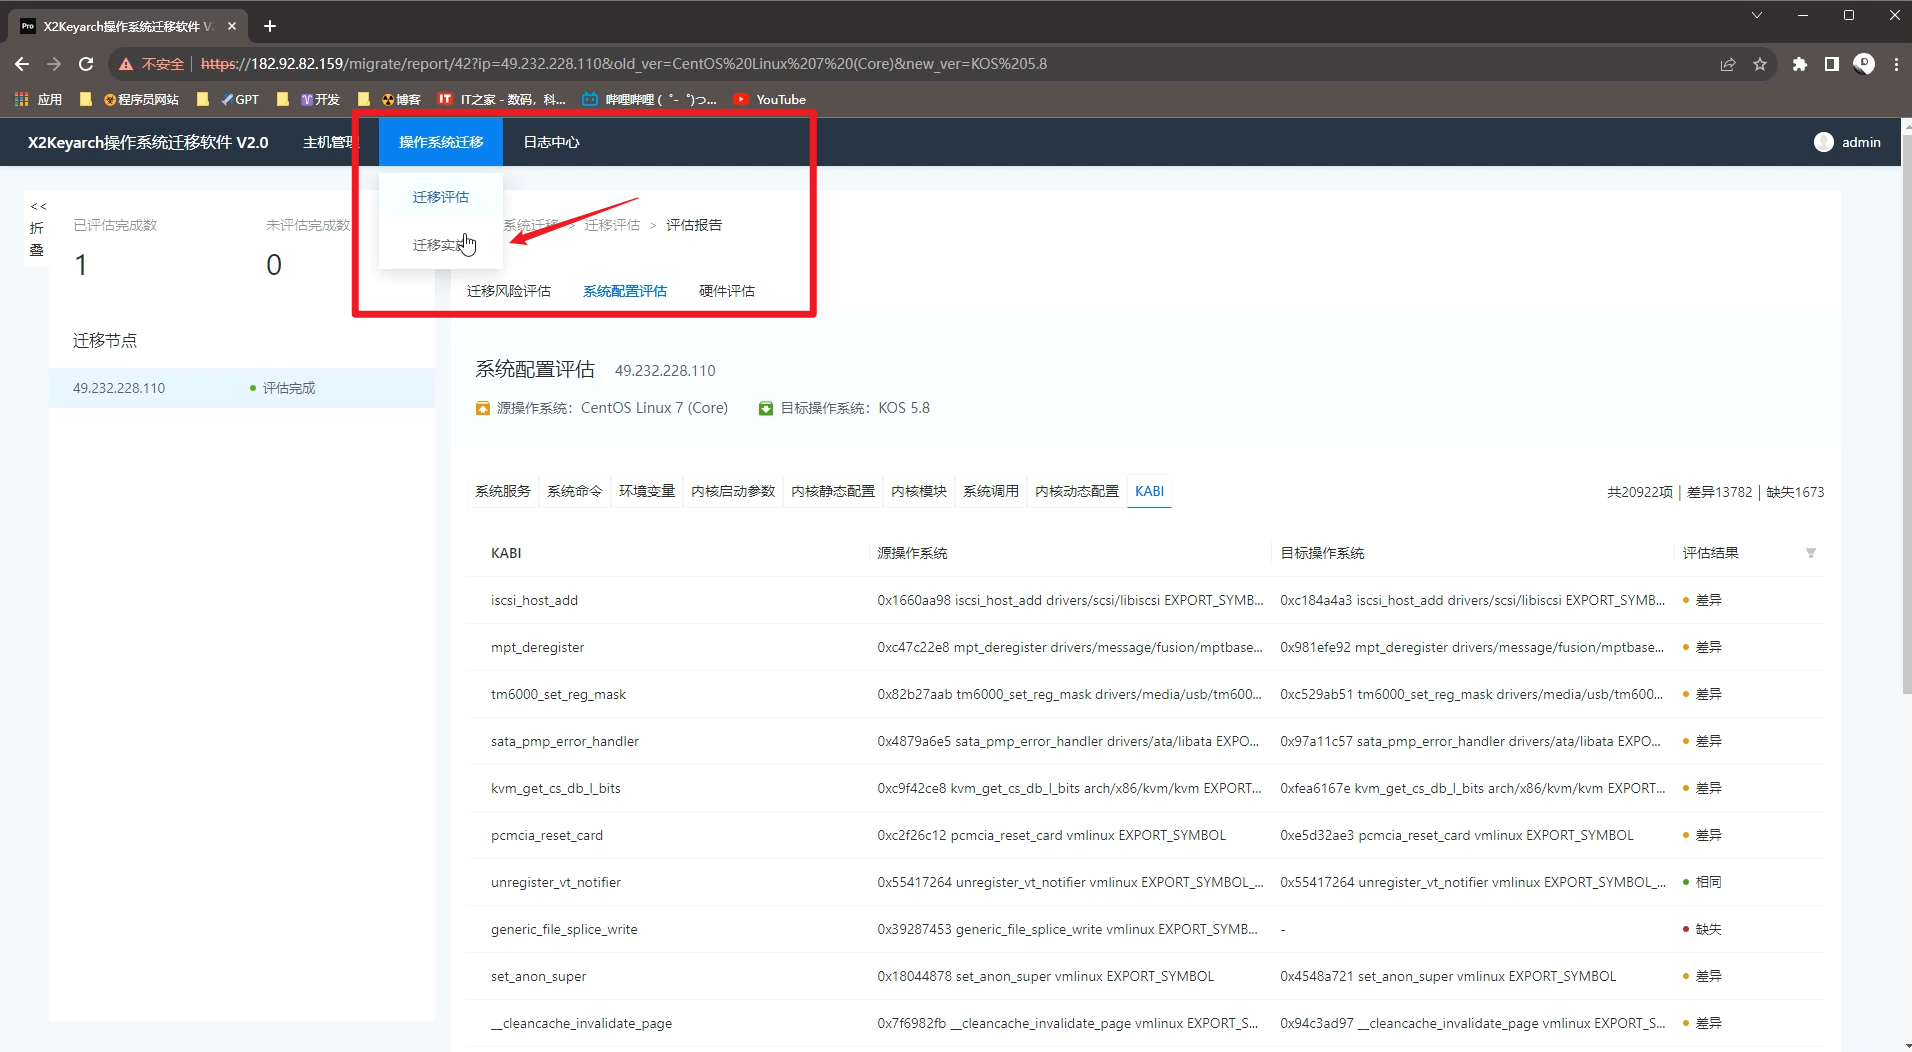 Pro X2Keyarch操作系统迁移软件 V
不安全 https://182.92.82.159/migrate/report/42?ip=49.232.228.110&old_ver=CentOS%20Linux%207%20(Core)&new_ver=KOS%205.8
应用 程序员网站 GPT 开发 博客 IT IT之家 - 数码，科... 哔哩哔哩 ( ゜- ゜)つ... YouTube
X2Keyarch操作系统迁移软件 V2.0 主机管理 操作系统迁移 日志中心 admin
迁移评估
迁移实
<<
折
叠
已评估完成数 未评估完成数
1 0
系统迁移 > 迁移评估 > 评估报告
迁移风险评估 系统配置评估 硬件评估
迁移节点
49.232.228.110 评估完成
系统配置评估 49.232.228.110
源操作系统： CentOS Linux 7 (Core) 目标操作系统： KOS 5.8
系统服务 系统命令 环境变量 内核启动参数 内核静态配置 内核模块 系统调用 内核动态配置 KABI 共20922项 | 差异13782 | 缺失1673
KABI 源操作系统 目标操作系统 评估结果
iscsi_host_add 0x1660aa98 iscsi_host_add drivers/scsi/libiscsi EXPORT_SYMB... 0xc184a4a3 iscsi_host_add drivers/scsi/libiscsi EXPORT_SYMB... 差异
mpt_deregister 0xc47c22e8 mpt_deregister drivers/message/fusion/mptbase... 0x981efe92 mpt_deregister drivers/message/fusion/mptbase... 差异
tm6000_set_reg_mask 0x82b27aab tm6000_set_reg_mask drivers/media/usb/tm600... 0xc529ab51 tm6000_set_reg_mask drivers/media/usb/tm600... 差异
sata_pmp_error_handler 0x4879a6e5 sata_pmp_error_handler drivers/ata/libata EXPO... 0x97a11c57 sata_pmp_error_handler drivers/ata/libata EXPO... 差异
kvm_get_cs_db_l_bits 0xc9f42ce8 kvm_get_cs_db_l_bits arch/x86/kvm/kvm EXPORT... 0xfea6167e kvm_get_cs_db_l_bits arch/x86/kvm/kvm EXPORT... 差异
pcmcia_reset_card 0xc2f26c12 pcmcia_reset_card vmlinux EXPORT_SYMBOL 0xe5d32ae3 pcmcia_reset_card vmlinux EXPORT_SYMBOL 差异
unregister_vt_notifier 0x55417264 unregister_vt_notifier vmlinux EXPORT_SYMBOL_... 0x55417264 unregister_vt_notifier vmlinux EXPORT_SYMBOL_... 相同
generic_file_splice_write 0x39287453 generic_file_splice_write vmlinux EXPORT_SYMB... - 缺失
set_anon_super 0x18044878 set_anon_super vmlinux EXPORT_SYMBOL 0x4548a721 set_anon_super vmlinux EXPORT_SYMBOL 差异
__cleancache_invalidate_page 0x7f6982fb __cleancache_invalidate_page vmlinux EXPORT_S... 0x94c3ad97 __cleancache_invalidate_page vmlinux EXPORT_S... 差异